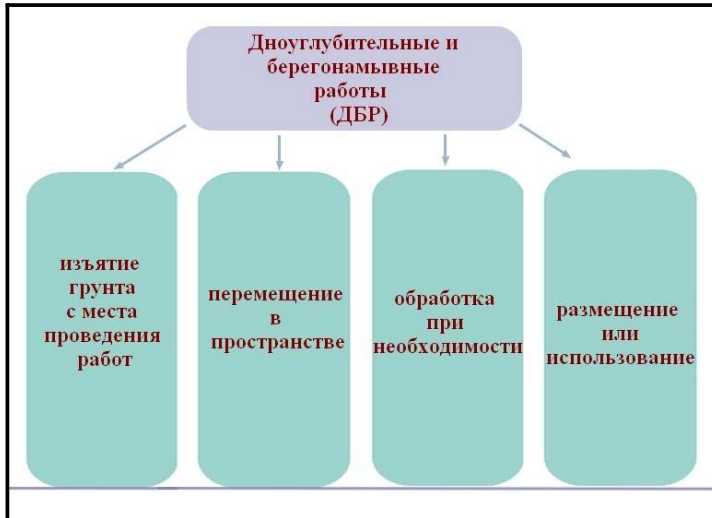 Дноуглубительные и
берегонамывные
работы
(ДБР)
изъятие
грунта
с места
проведения
работ
перемещение
в
пространстве
обработка
при
необходимости
размещение
или
использование